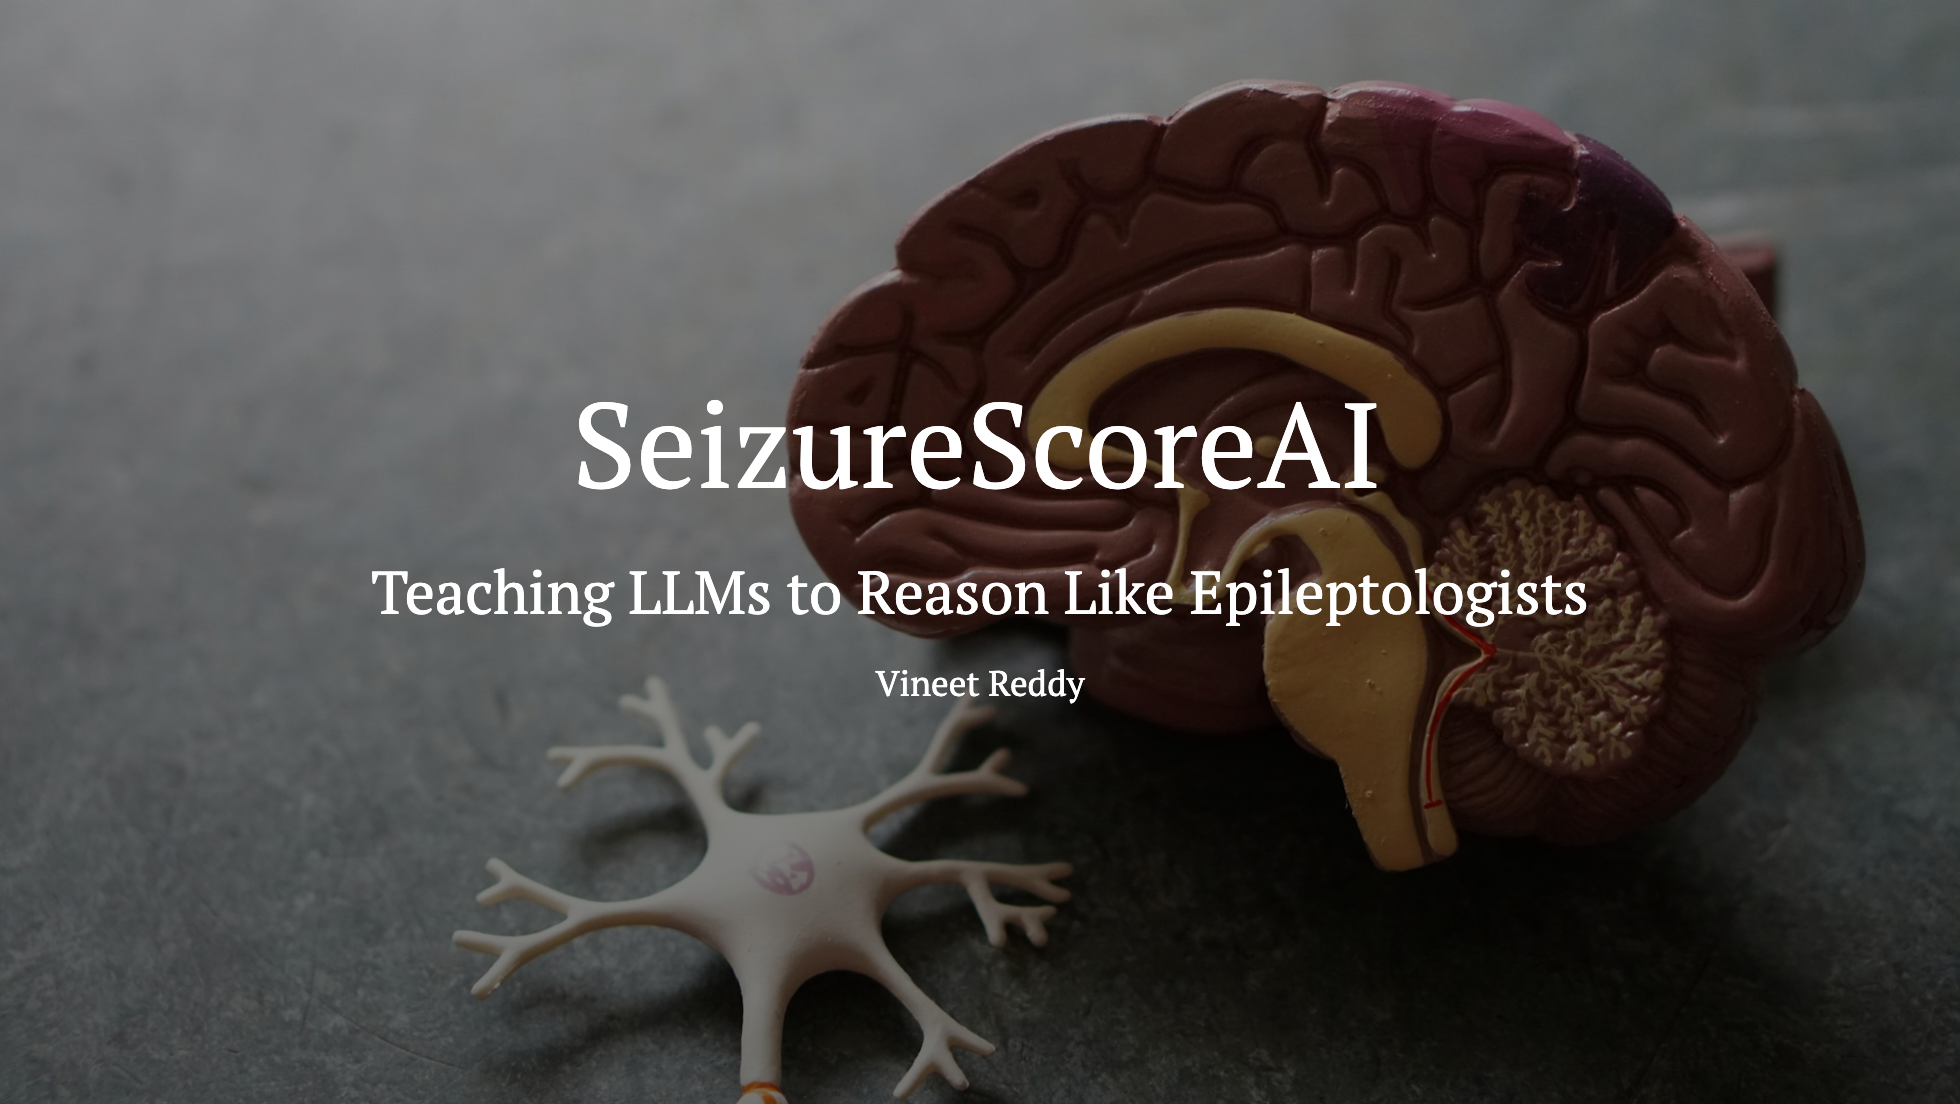 SeizureScoreAI
Teaching LLMs to Reason Like Epileptologists
Vineet Reddy